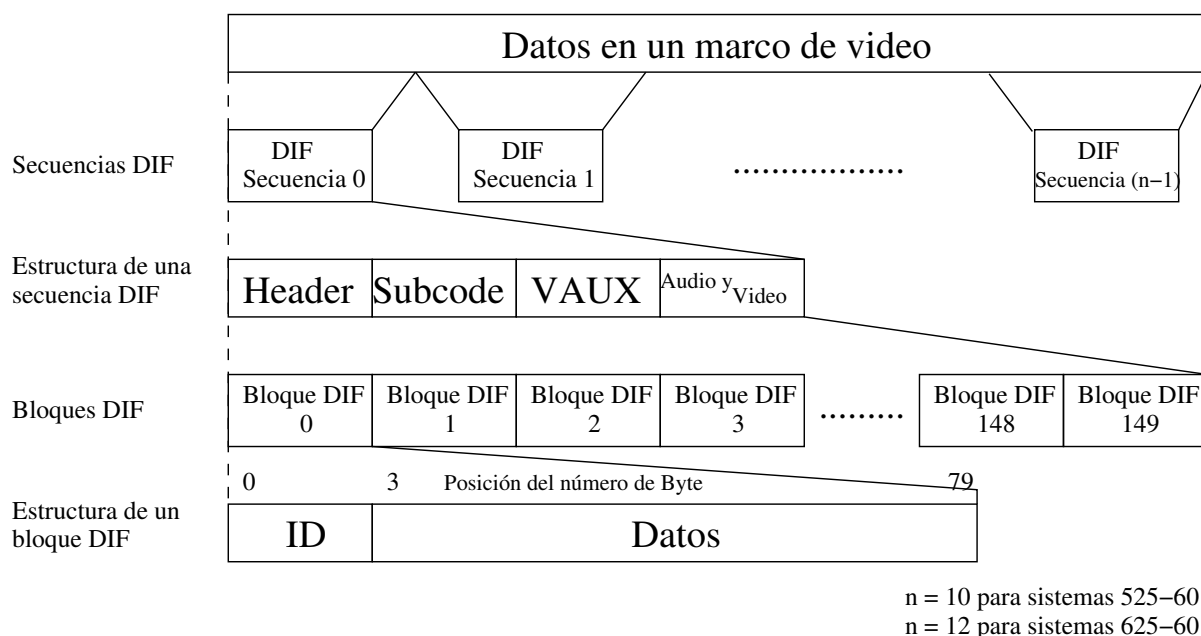 Datos en un marco de video
Secuencias DIF
DIF
Secuencia 0
DIF
Secuencia 1
..................
DIF
Secuencia (n−1)
Estructura de una
secuencia DIF
Header
Subcode
VAUX
Audio y
Video
Bloques DIF
Bloque DIF
0
Bloque DIF
1
Bloque DIF
2
Bloque DIF
3
.........
Bloque DIF
148
Bloque DIF
149
0
3
Posición del número de Byte
79
Estructura de un
bloque DIF
ID
Datos
n = 10 para sistemas 525−60
n = 12 para sistemas 625−60